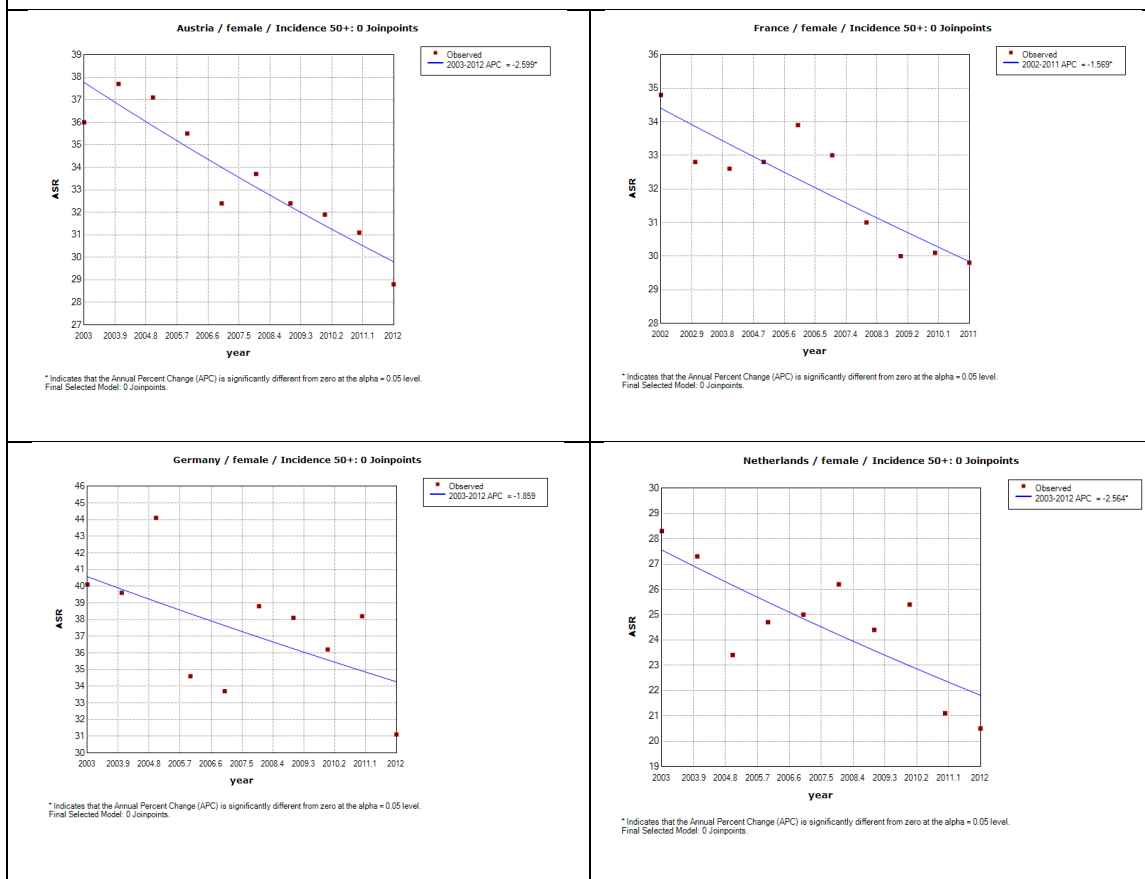 Austria / female / Incidence 50+: 0 Joinpoints
Observed
2003-2012 APC = -2.599*
39
38
37
36
35
34
33
32
31
30
29
28
27
ASR
2003 2003.9 2004.8 2005.7 2006.6 2007.5 2008.4 2009.3 2010.2 2011.1 2012
year
* Indicates that the Annual Percent Change (APC) is significantly different from zero at the alpha = 0.05 level.
Final Selected Model: 0 Joinpoints.
France / female / Incidence 50+: 0 Joinpoints
Observed
2002-2011 APC = -1.569*
36
35
34
33
32
31
30
29
28
ASR
2002 2002.9 2003.8 2004.7 2005.6 2006.5 2007.4 2008.3 2009.2 2010.1 2011
year
* Indicates that the Annual Percent Change (APC) is significantly different from zero at the alpha = 0.05 level.
Final Selected Model: 0 Joinpoints.
Germany / female / Incidence 50+: 0 Joinpoints
Observed
2003-2012 APC = -1.859
46
45
44
43
42
41
40
39
38
37
36
35
34
33
32
31
30
ASR
2003 2003.9 2004.8 2005.7 2006.6 2007.5 2008.4 2009.3 2010.2 2011.1 2012
year
* Indicates that the Annual Percent Change (APC) is significantly different from zero at the alpha = 0.05 level.
Final Selected Model: 0 Joinpoints.
Netherlands / female / Incidence 50+: 0 Joinpoints
Observed
2003-2012 APC = -2.564*
30
29
28
27
26
25
24
23
22
21
20
19
ASR
2003 2003.9 2004.8 2005.7 2006.6 2007.5 2008.4 2009.3 2010.2 2011.1 2012
year
* Indicates that the Annual Percent Change (APC) is significantly different from zero at the alpha = 0.05 level.
Final Selected Model: 0 Joinpoints.